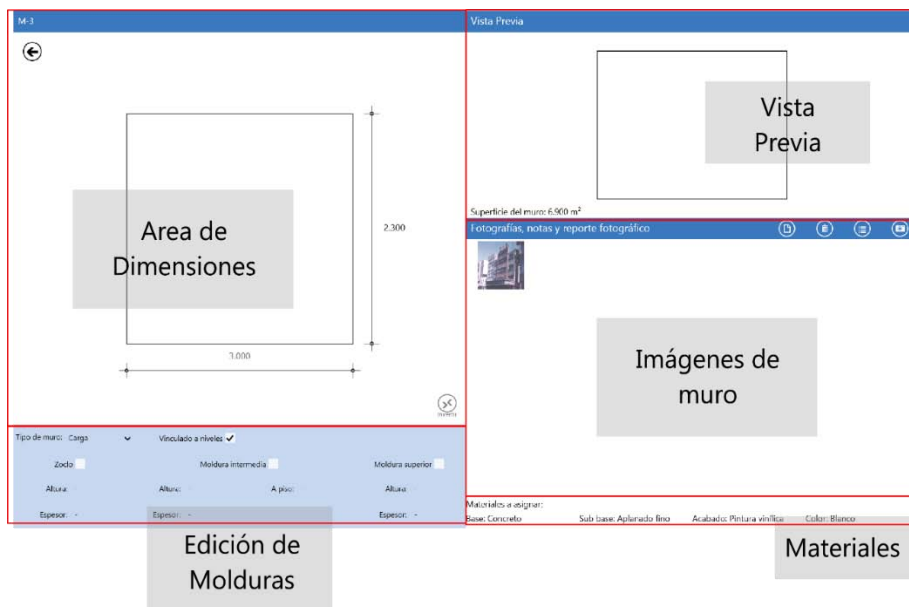 M-3
Vista Previa
Vista
Previa
2.300
Area de
Dimensiones
3.000
Superficie del muro: 6.900 m²
Fotografías, notas y reporte fotográfico
Imágenes de
muro
Tipo de muro: Carga
Vinculado a niveles
Zoclo
Moldura intermedia
Moldura superior
Altura: -
Altura: -
A piso: -
Altura: -
Espesor: -
Espesor: -
Espesor: -
Materiales a asignar:
Base: Concreto
Sub base: Aplanado fino
Acabado: Pintura vinílica
Color: Blanco
Edición de
Molduras
Materiales